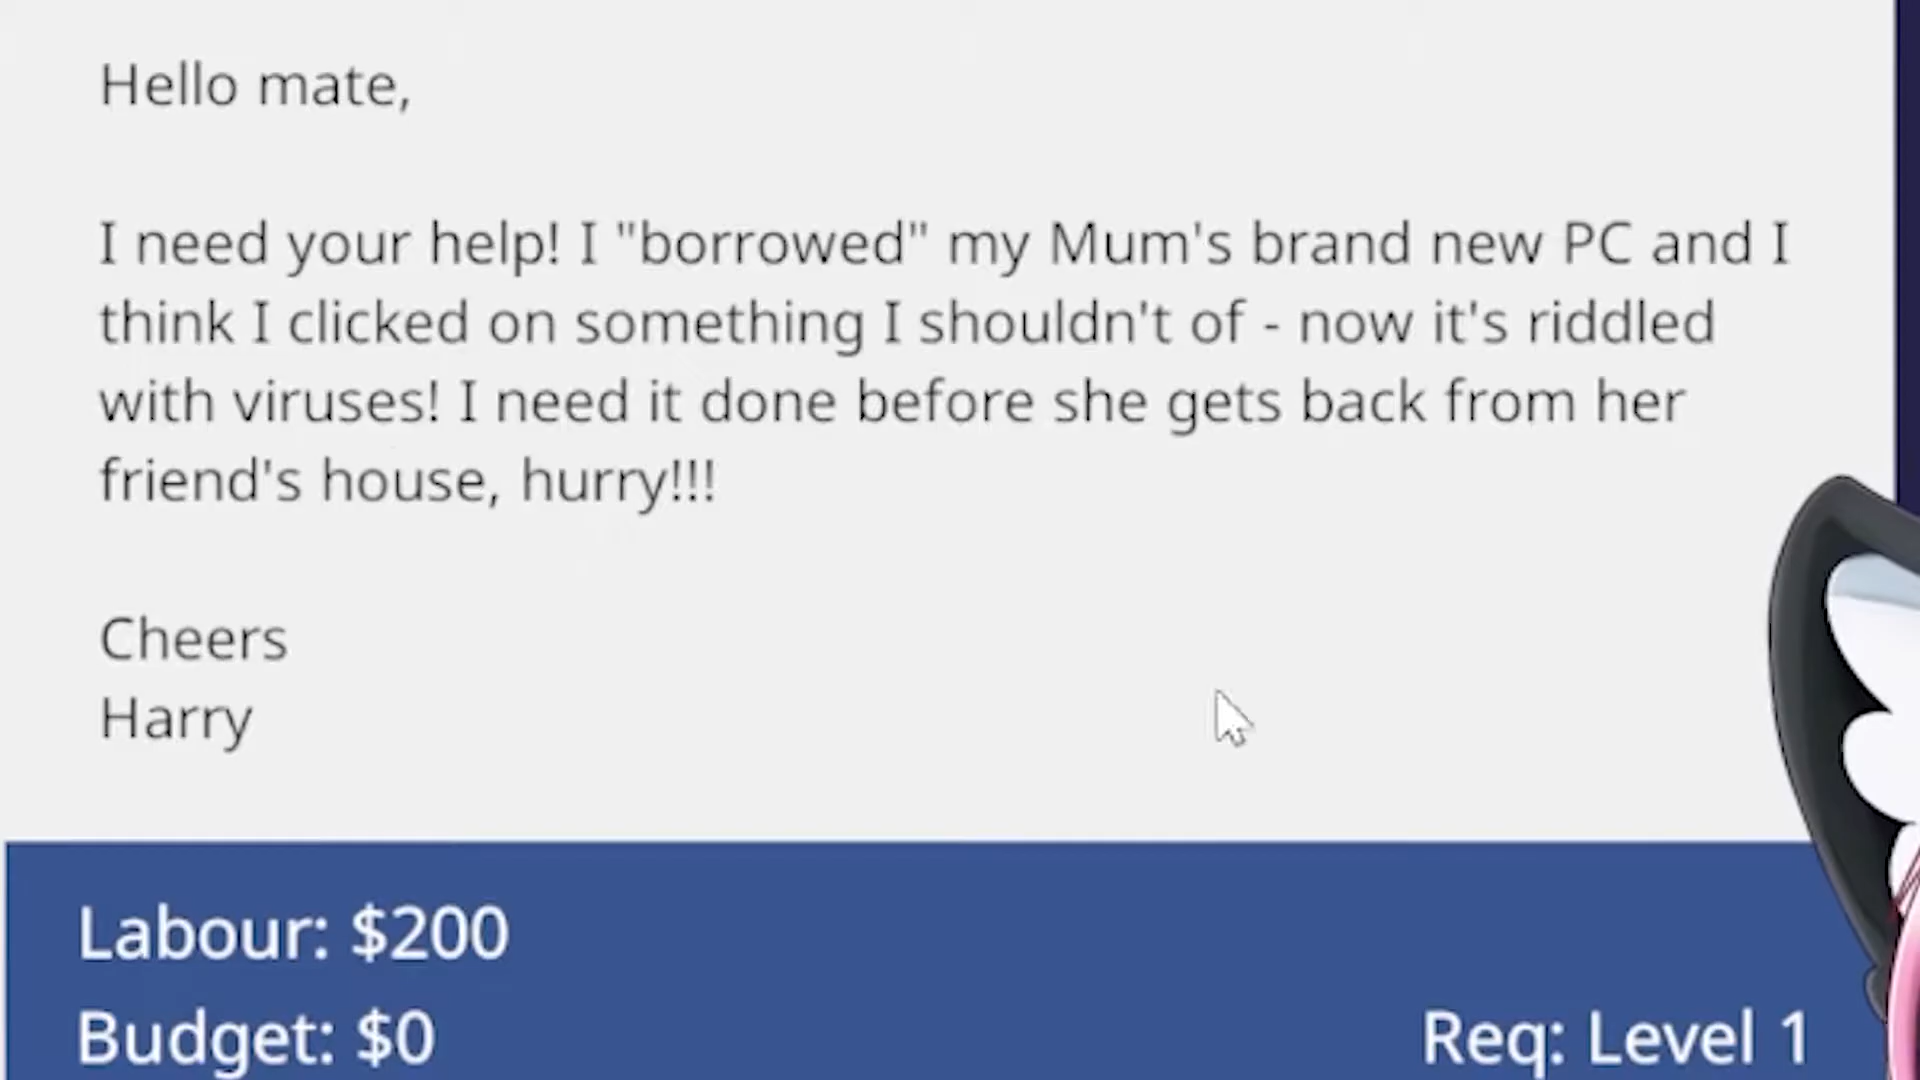 Hello mate,
I need your help! I "borrowed" my Mum's brand new PC and I
think I clicked on something I shouldn't of - now it's riddled
with viruses! I need it done before she gets back from her
friend's house, hurry!!!
Cheers
Harry
Labour: $200
Budget: $0
Req: Level 1